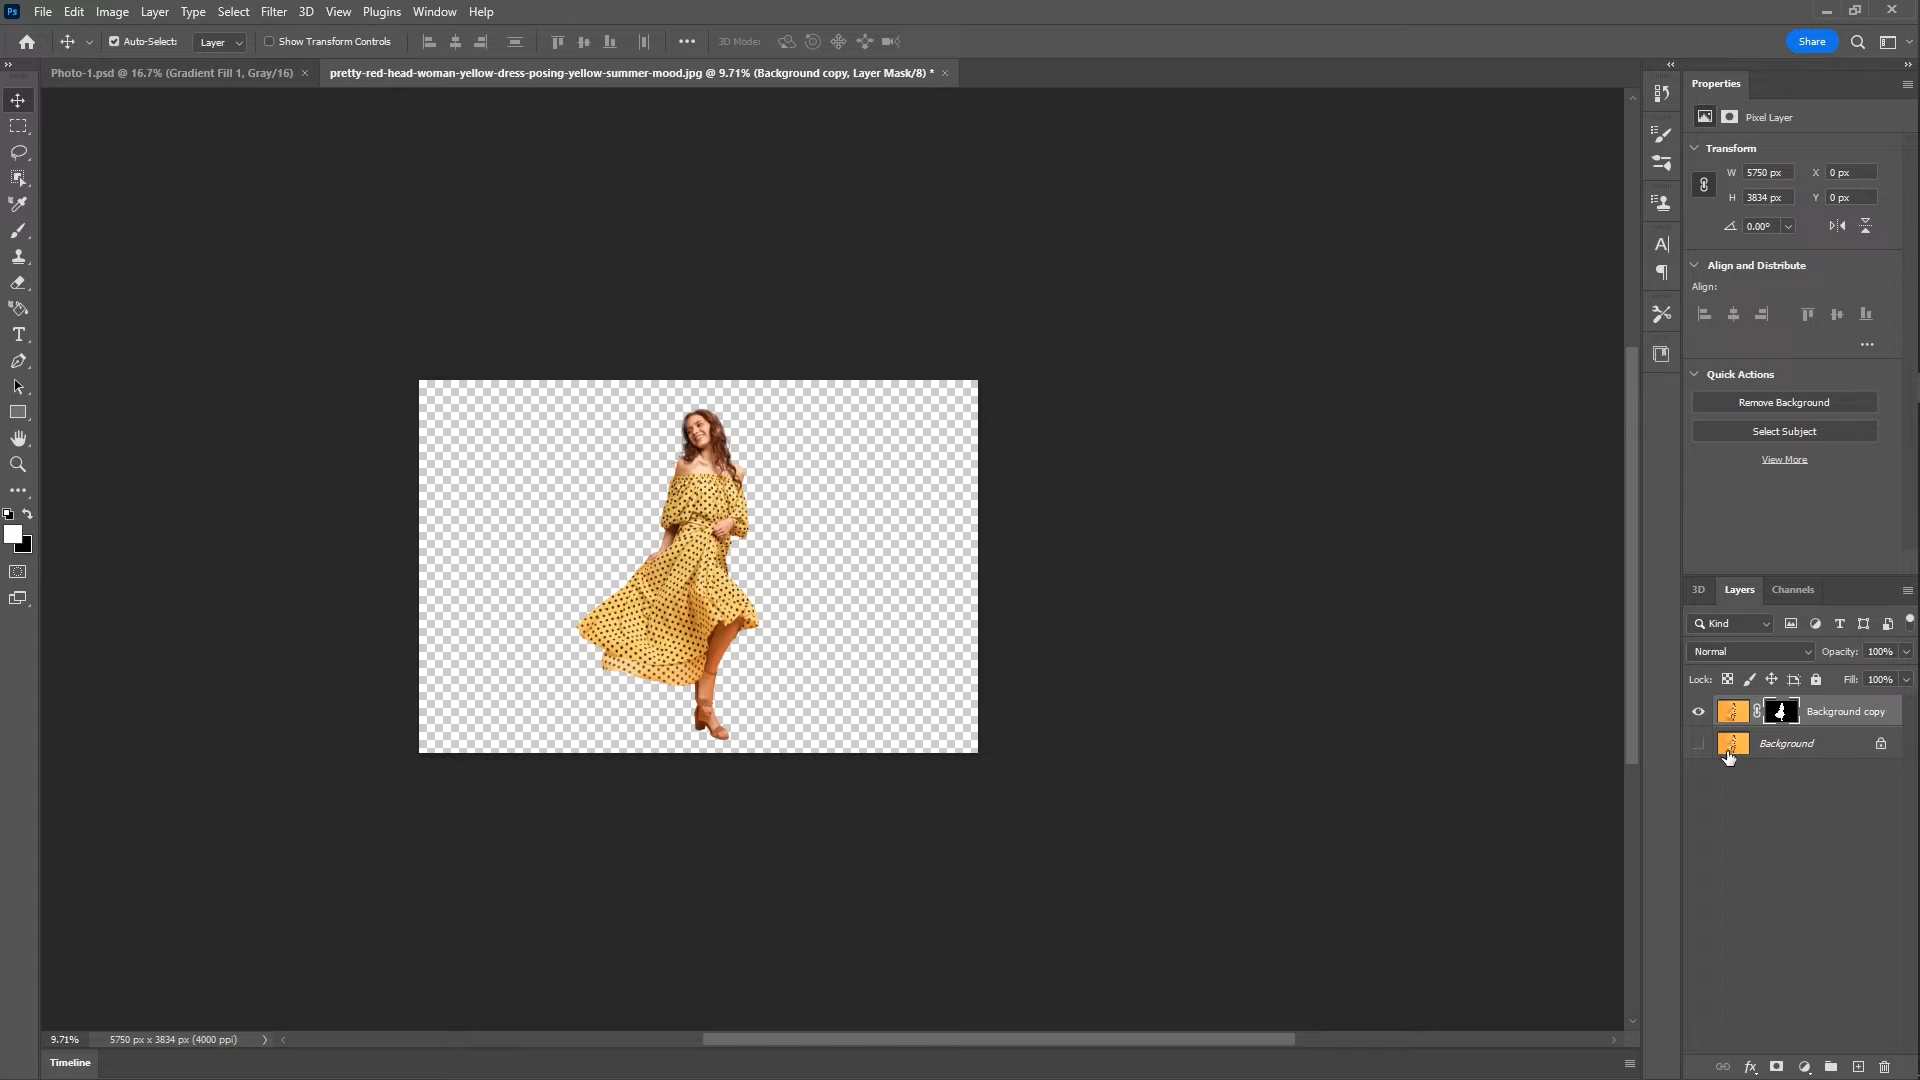 Ps File Edit Image Layer Type Select Filter 3D View Plugins Window Help
Auto-Select: Layer Show Transform Controls 3D Mode: Share
Photo-1.psd @ 16.7% (Gradient Fill 1, Gray/16) pretty-red-head-woman-yellow-dress-posing-yellow-summer-mood.jpg @ 9.71% (Background copy, Layer Mask/8) *
Properties
Pixel Layer
Transform
W 5750 px X 0 px
H 3834 px Y 0 px
0.00°
Align and Distribute
Align:
Quick Actions
Remove Background
Select Subject
View More
3D Layers Channels
Kind
Normal Opacity: 100%
Lock: Fill: 100%
Background copy
Background
9.71% 5750 px x 3834 px (4000 ppi)
Timeline